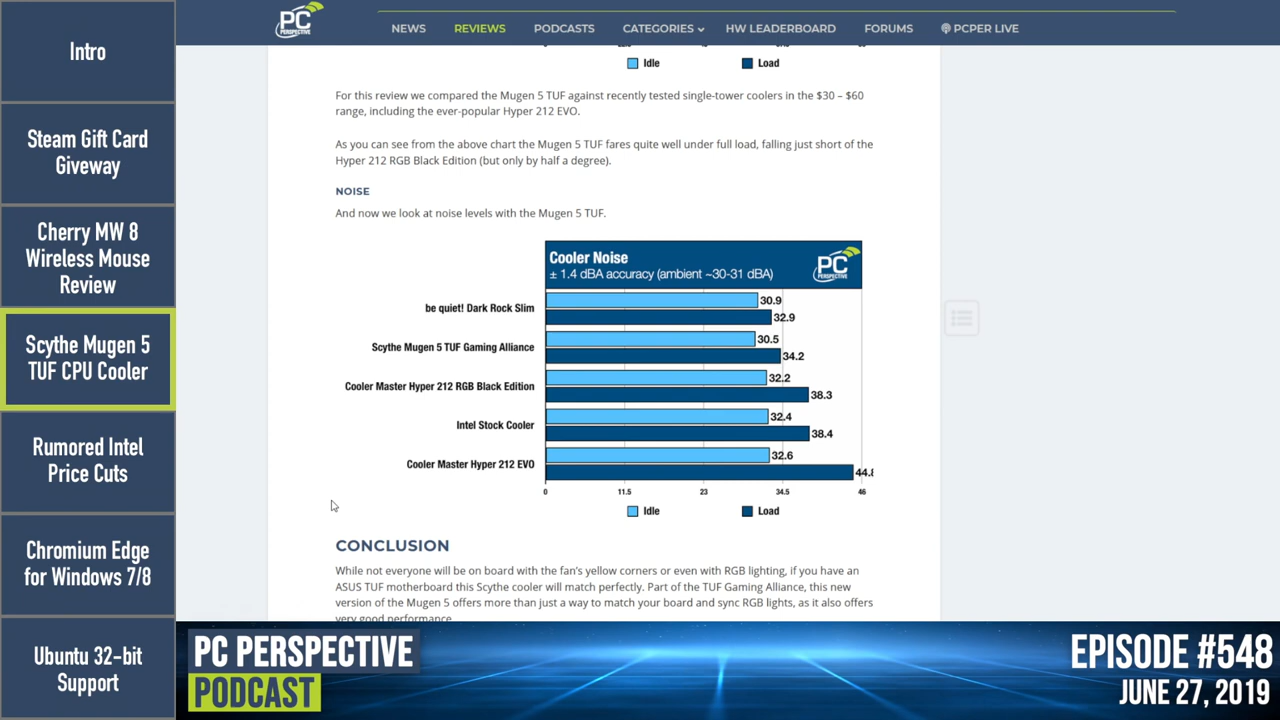 Intro
Steam Gift Card
Giveway
Cherry MW 8
Wireless Mouse
Review
Scythe Mugen 5
TUF CPU Cooler
Rumored Intel
Price Cuts
Chromium Edge
for Windows 7/8
Ubuntu 32-bit
Support
PC
PERSPECTIVE
NEWS REVIEWS PODCASTS CATEGORIES HW LEADERBOARD FORUMS PCPER LIVE
Idle Load
For this review we compared the Mugen 5 TUF against recently tested single-tower coolers in the $30 – $60
range, including the ever-popular Hyper 212 EVO.
As you can see from the above chart the Mugen 5 TUF fares quite well under full load, falling just short of the
Hyper 212 RGB Black Edition (but only by half a degree).
NOISE
And now we look at noise levels with the Mugen 5 TUF.
Cooler Noise
± 1.4 dBA accuracy (ambient ~30-31 dBA)
PC
PERSPECTIVE
be quiet! Dark Rock Slim
30.9
32.9
Scythe Mugen 5 TUF Gaming Alliance
30.5
34.2
Cooler Master Hyper 212 RGB Black Edition
32.2
38.3
Intel Stock Cooler
32.4
38.4
Cooler Master Hyper 212 EVO
32.6
44.8
0 11.5 23 34.5 46
Idle Load
CONCLUSION
While not everyone will be on board with the fan's yellow corners or even with RGB lighting, if you have an
ASUS TUF motherboard this Scythe cooler will match perfectly. Part of the TUF Gaming Alliance, this new
version of the Mugen 5 offers more than just a way to match your board and sync RGB lights, as it also offers
very good performance.
PC PERSPECTIVE
PODCAST
EPISODE #548
JUNE 27, 2019